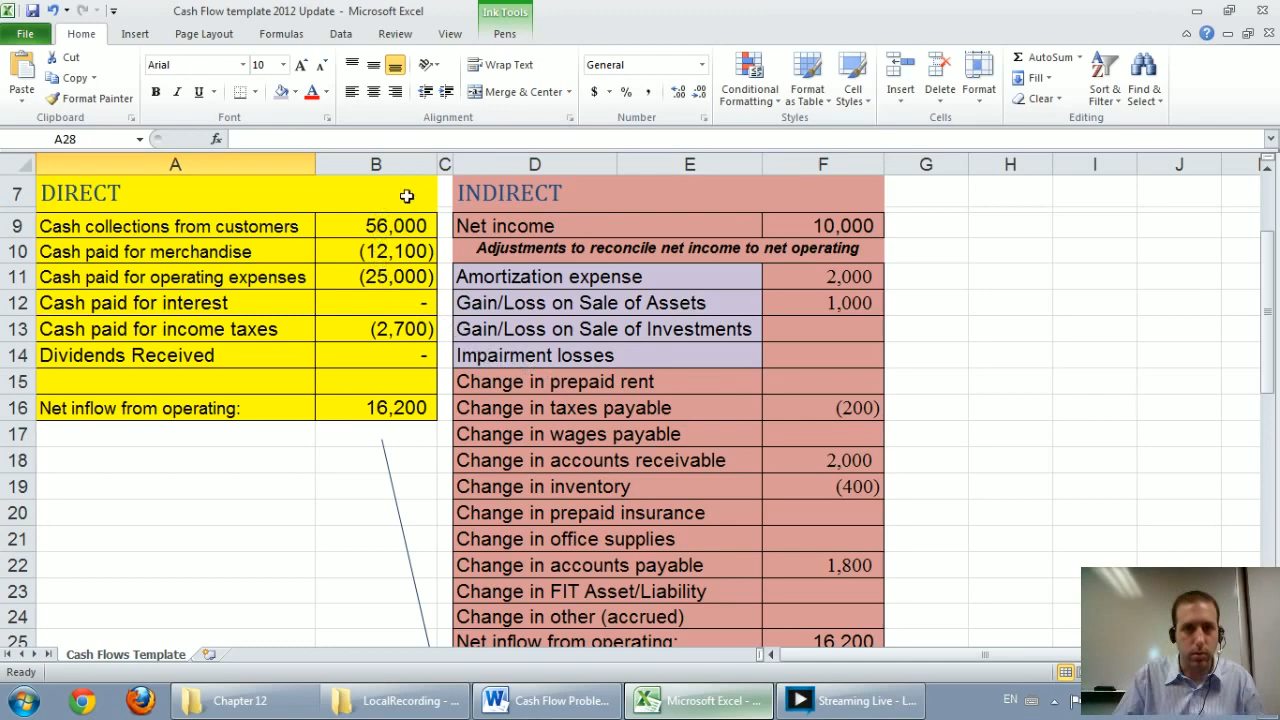 Cash Flow template 2012 Update - Microsoft Excel
Ink Tools
File Home Insert Page Layout Formulas Data Review View Pens
Paste
Cut
Copy
Format Painter
Clipboard
Arial 10 A A
B I U A
Font
Wrap Text
Merge & Center
Alignment
General
$ % ,
Number
Conditional Formatting
Format as Table
Cell Styles
Styles
Insert Delete Format
Cells
Σ AutoSum
Fill
Clear
Sort & Filter
Find & Select
Editing
A28 fx
A B C D E F G H I J
7 DIRECT INDIRECT
9 Cash collections from customers 56,000 Net income 10,000
10 Cash paid for merchandise (12,100) Adjustments to reconcile net income to net operating
11 Cash paid for operating expenses (25,000) Amortization expense 2,000
12 Cash paid for interest - Gain/Loss on Sale of Assets 1,000
13 Cash paid for income taxes (2,700) Gain/Loss on Sale of Investments
14 Dividends Received - Impairment losses
15 Change in prepaid rent
16 Net inflow from operating: 16,200 Change in taxes payable (200)
17 Change in wages payable
18 Change in accounts receivable 2,000
19 Change in inventory (400)
20 Change in prepaid insurance
21 Change in office supplies
22 Change in accounts payable 1,800
23 Change in FIT Asset/Liability
24 Change in other (accrued)
25 Net inflow from operating: 16,200
Cash Flows Template
Ready
Chapter 12 LocalRecording - ... Cash Flow Proble... Microsoft Excel - ... Streaming Live - L... EN